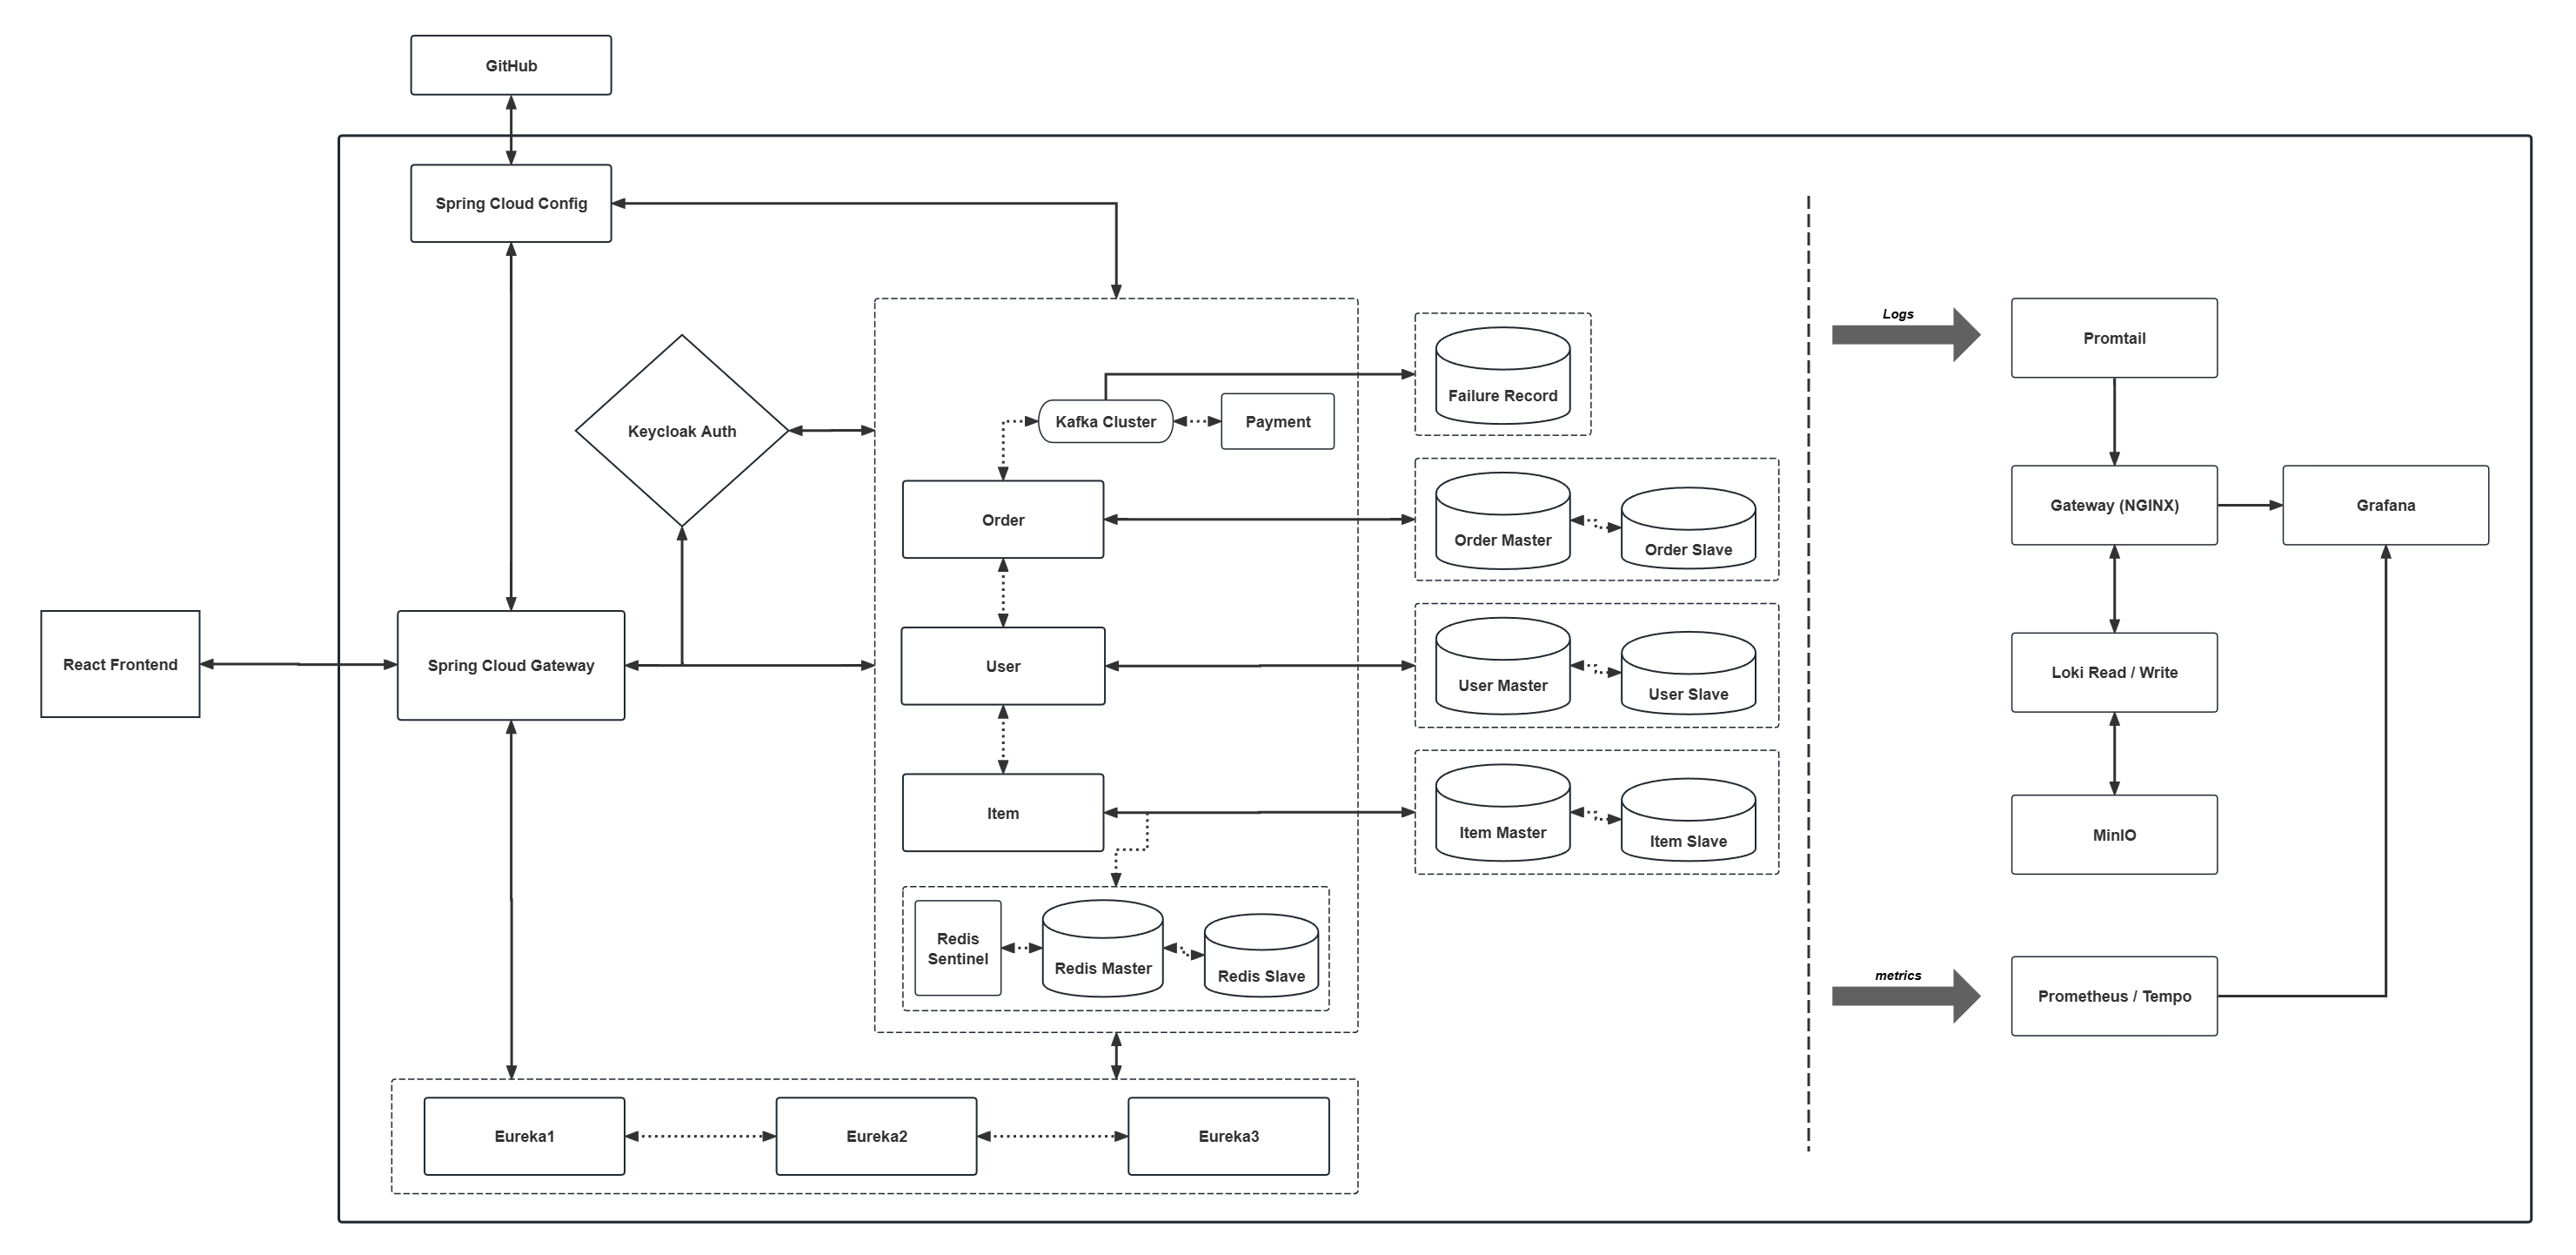 GitHub
Spring Cloud Config
Logs
Promtail
Failure Record
Keycloak Auth
Kafka Cluster
Payment
Order
Order Master
Order Slave
Gateway (NGINX)
Grafana
React Frontend
Spring Cloud Gateway
User
User Master
User Slave
Loki Read / Write
Item
Item Master
Item Slave
MinIO
Redis
Sentinel
Redis Master
Redis Slave
metrics
Prometheus / Tempo
Eureka1
Eureka2
Eureka3